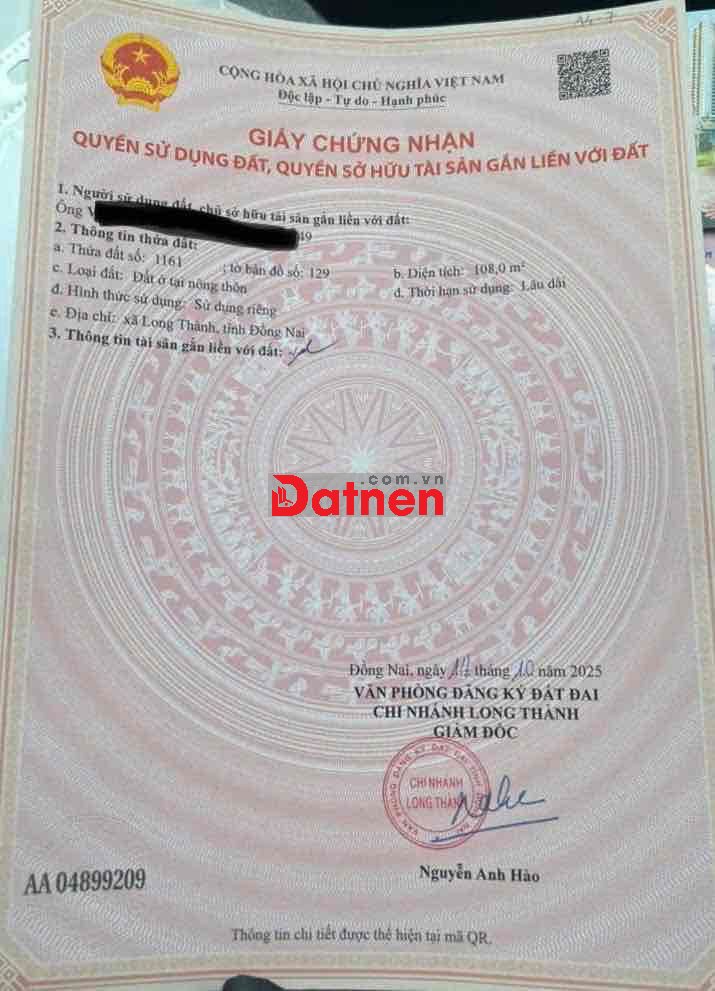 CỘNG HÒA XÃ HỘI CHỦ NGHĨA VIỆT NAM
Độc lập - Tự do - Hạnh phúc
GIẤY CHỨNG NHẬN
QUYỀN SỬ DỤNG ĐẤT, QUYỀN SỞ HỮU TÀI SẢN GẮN LIỀN VỚI ĐẤT
1. Người sử dụng đất, chủ sở hữu tài sản gắn liền với đất:
Ông
2. Thông tin thửa đất:
a. Thửa đất số: 1161 ; tờ bản đồ số: 129 b. Diện tích: 108,0 m²
c. Loại đất: Đất ở tại nông thôn d. Thời hạn sử dụng: Lâu dài
đ. Hình thức sử dụng: Sử dụng riêng
e. Địa chỉ: xã Long Thành, tỉnh Đồng Nai
3. Thông tin tài sản gắn liền với đất:
.com.vn
Datnen
Đồng Nai, ngày 17 tháng 10 năm 2025
VĂN PHÒNG ĐĂNG KÝ ĐẤT ĐAI
CHI NHÁNH LONG THÀNH
GIÁM ĐỐC
CHI NHÁNH
LONG THÀNH
Nguyễn Anh Hào
AA 04899209
Thông tin chi tiết được thể hiện tại mã QR.